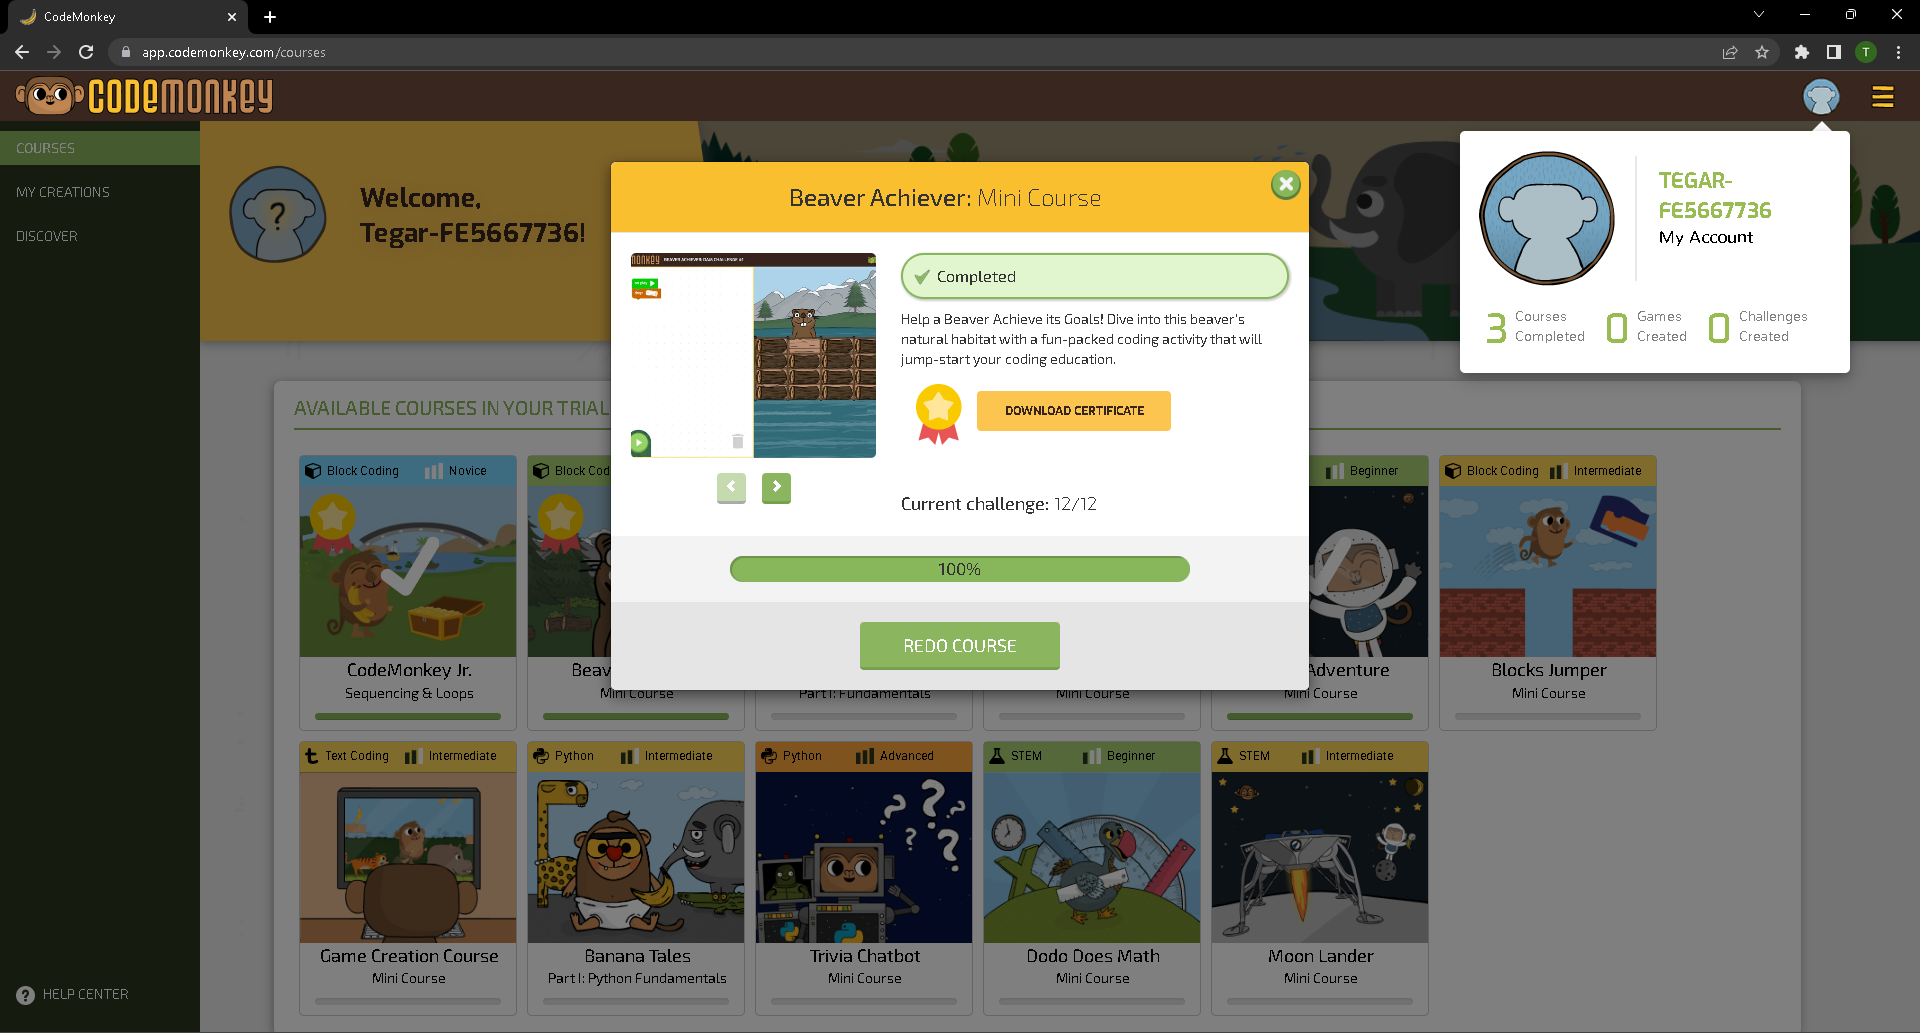 CodeMonkey
app.codemonkey.com/courses
T
CODEMONKEY
COURSES
MY CREATIONS
DISCOVER
HELP CENTER
Welcome,
Tegar-FE5667736!
TEGAR-
FE5667736
My Account
3 Courses Completed
0 Games Created
0 Challenges Created
Beaver Achiever: Mini Course
Completed
Help a Beaver Achieve its Goals! Dive into this beaver's
natural habitat with a fun-packed coding activity that will
jump-start your coding education.
DOWNLOAD CERTIFICATE
Current challenge: 12/12
100%
REDO COURSE
AVAILABLE COURSES IN YOUR TRIAL
Block Coding Novice
CodeMonkey Jr.
Sequencing & Loops
Block Cod
Beav
Mini Course
Part I: Fundamentals
Mini Course
Beginner
Adventure
Mini Course
Block Coding Intermediate
Blocks Jumper
Mini Course
Text Coding Intermediate
Game Creation Course
Mini Course
Python Intermediate
Banana Tales
Part I: Python Fundamentals
Python Advanced
Trivia Chatbot
Mini Course
STEM Beginner
Dodo Does Math
Mini Course
STEM Intermediate
Moon Lander
Mini Course